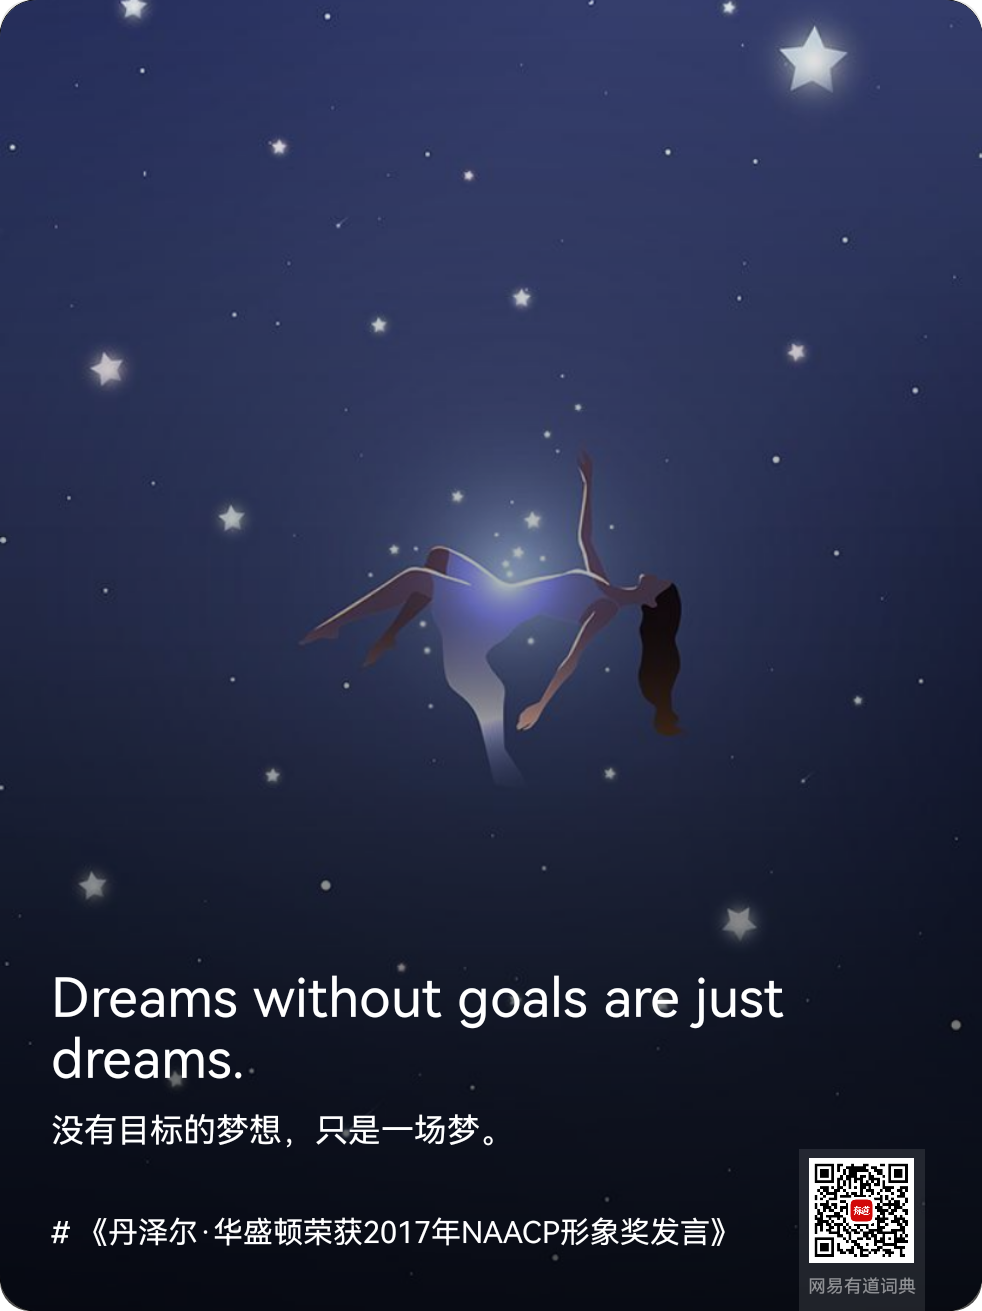 Dreams without goals are just
dreams.
没有目标的梦想，只是一场梦。
# 《丹泽尔·华盛顿荣获2017年NAACP形象奖发言》
有道
网易有道词典